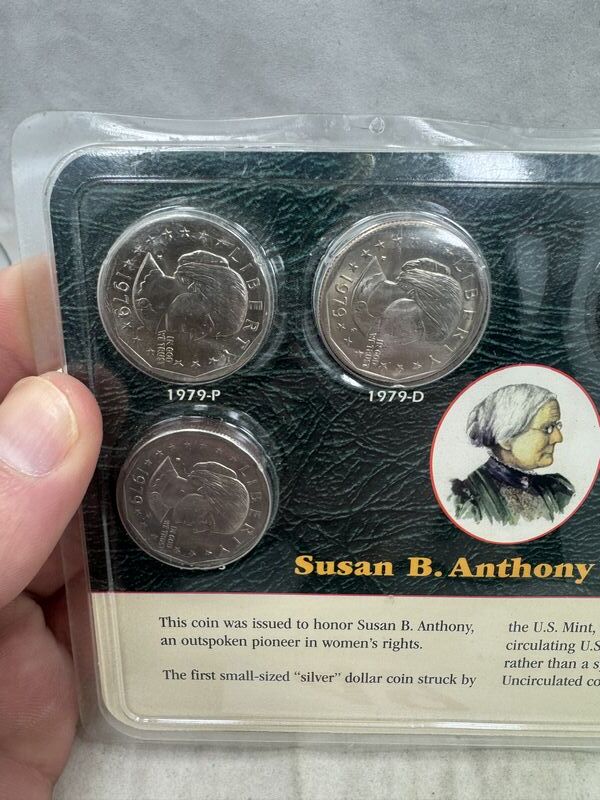 LIBERTY
1979
IN GOD
WE TRUST
LIBERTY
1979
IN GOD
WE TRUST
1979-P
1979-D
LIBERTY
1979
IN GOD
WE TRUST
Susan B. Anthony
This coin was issued to honor Susan B. Anthony,
an outspoken pioneer in women's rights.
The first small-sized "silver" dollar coin struck by
the U.S. Mint,
circulating U.S
rather than a s
Uncirculated co